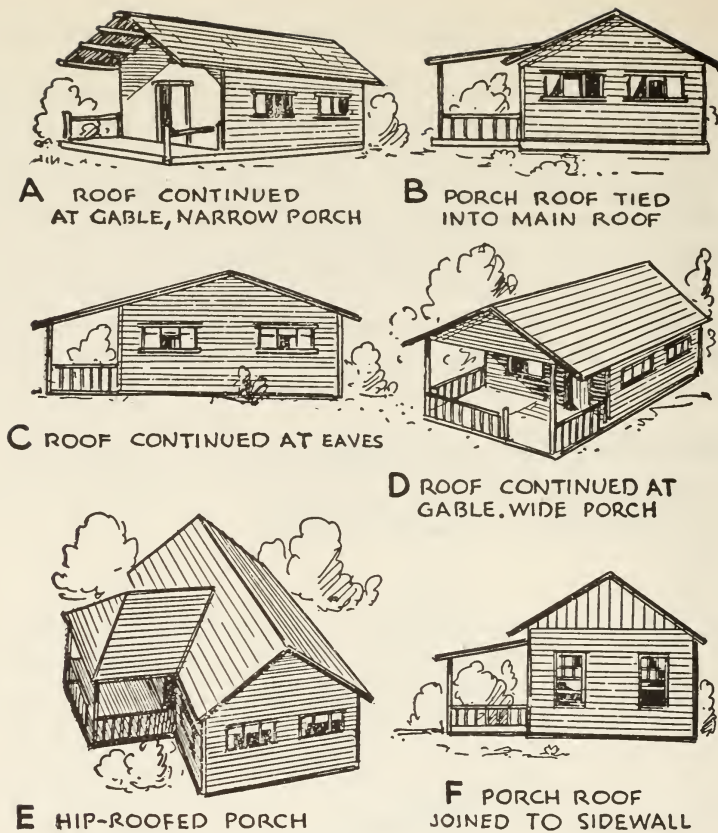 A ROOF CONTINUED
AT GABLE, NARROW PORCH
B PORCH ROOF TIED
INTO MAIN ROOF
C ROOF CONTINUED AT EAVES
D ROOF CONTINUED AT
GABLE. WIDE PORCH
E HIP-ROOFED PORCH
F PORCH ROOF
JOINED TO SIDEWALL